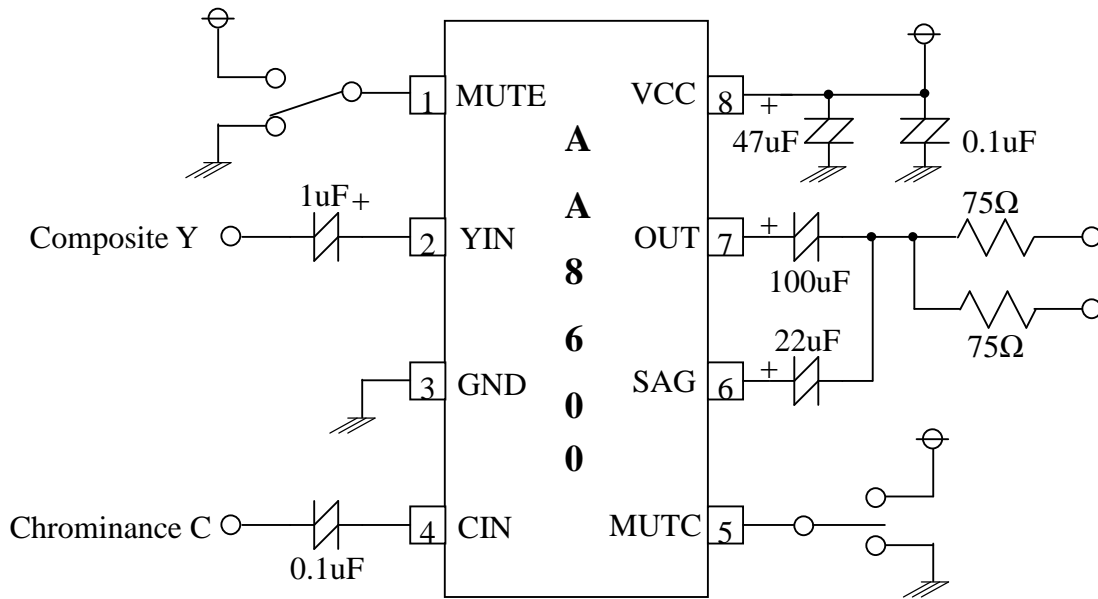 1 MUTE
VCC 8
+
47uF
0.1uF
A
A
8
6
0
0
1uF +
Composite Y
2 YIN
OUT 7
+
100uF
75Ω
75Ω
3 GND
SAG 6
+
22uF
Chrominance C
0.1uF
4 CIN
MUTC 5